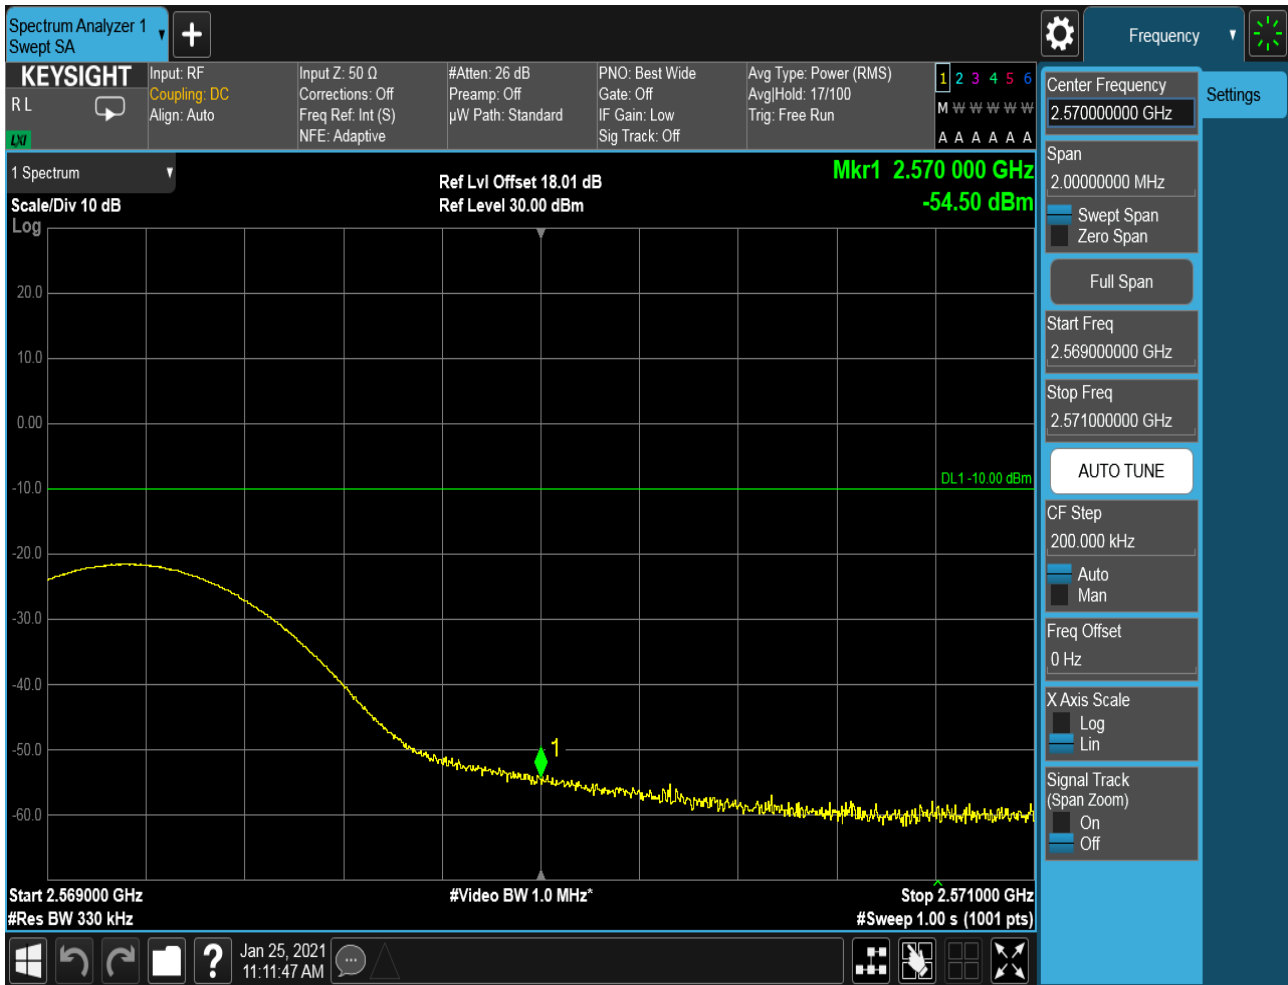 Spectrum Analyzer 1
Swept SA
+
Frequency
KEYSIGHT
R L
LXI
Input: RF
Coupling: DC
Align: Auto
Input Z: 50 Ω
Corrections: Off
Freq Ref: Int (S)
NFE: Adaptive
#Atten: 26 dB
Preamp: Off
µW Path: Standard
PNO: Best Wide
Gate: Off
IF Gain: Low
Sig Track: Off
Avg Type: Power (RMS)
Avg|Hold: 17/100
Trig: Free Run
1 2 3 4 5 6
M W W W W W
A A A A A A
1 Spectrum
Scale/Div 10 dB
Log
Ref Lvl Offset 18.01 dB
Ref Level 30.00 dBm
Mkr1 2.570 000 GHz
-54.50 dBm
20.0
10.0
0.00
-10.0
-20.0
-30.0
-40.0
-50.0
-60.0
DL1 -10.00 dBm
1
Start 2.569000 GHz
#Res BW 330 kHz
#Video BW 1.0 MHz*
Stop 2.571000 GHz
#Sweep 1.00 s (1001 pts)
Center Frequency
2.570000000 GHz
Settings
Span
2.00000000 MHz
Swept Span
Zero Span
Full Span
Start Freq
2.569000000 GHz
Stop Freq
2.571000000 GHz
AUTO TUNE
CF Step
200.000 kHz
Auto
Man
Freq Offset
0 Hz
X Axis Scale
Log
Lin
Signal Track
(Span Zoom)
On
Off
?
Jan 25, 2021
11:11:47 AM